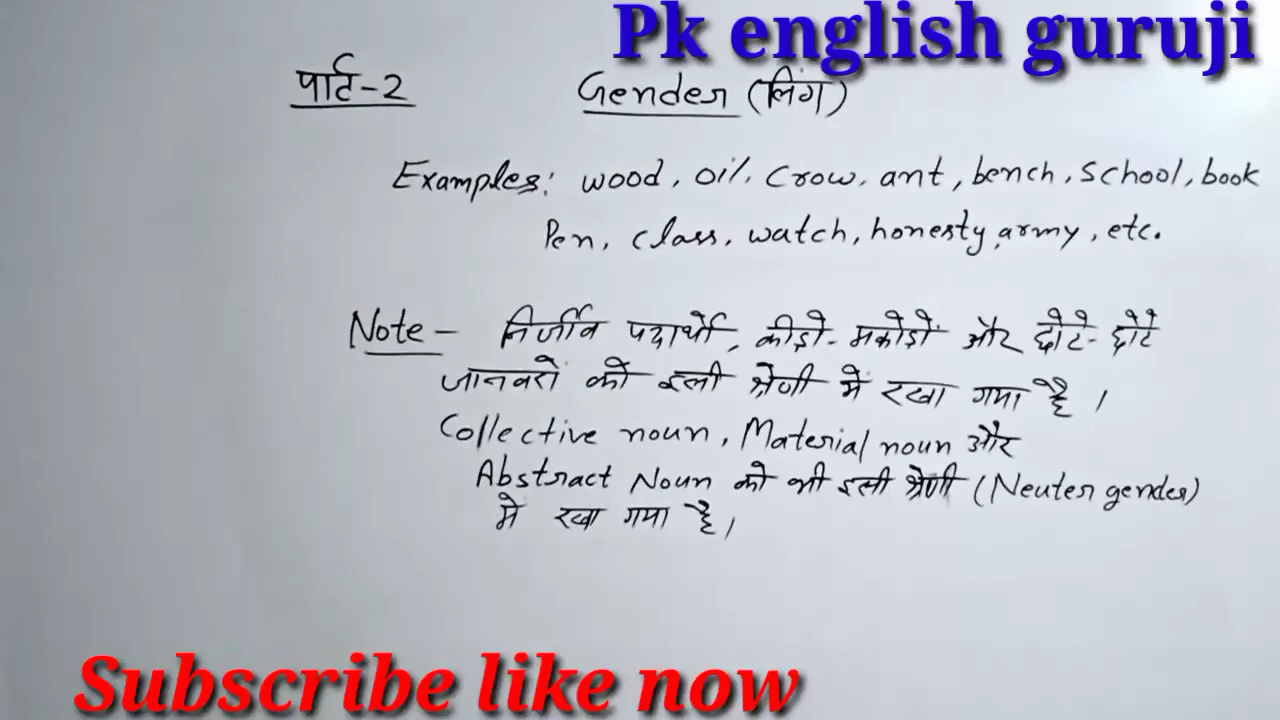 Pk english guruji
पार्ट-2 Gender (लिंग)
Examples: wood, oil, Crow, ant, bench, School, book
Pen, class, watch, honesty, army, etc.
Note - निर्जीव पदार्थो, कीड़ो-मकोड़ो और छोटे-छोटे
जानवरो को इसी श्रेणी में रखा गया है।
Collective noun, Material noun और
Abstract Noun को भी इसी श्रेणी (Neuter gender)
मे रखा गया है।
Subscribe like now